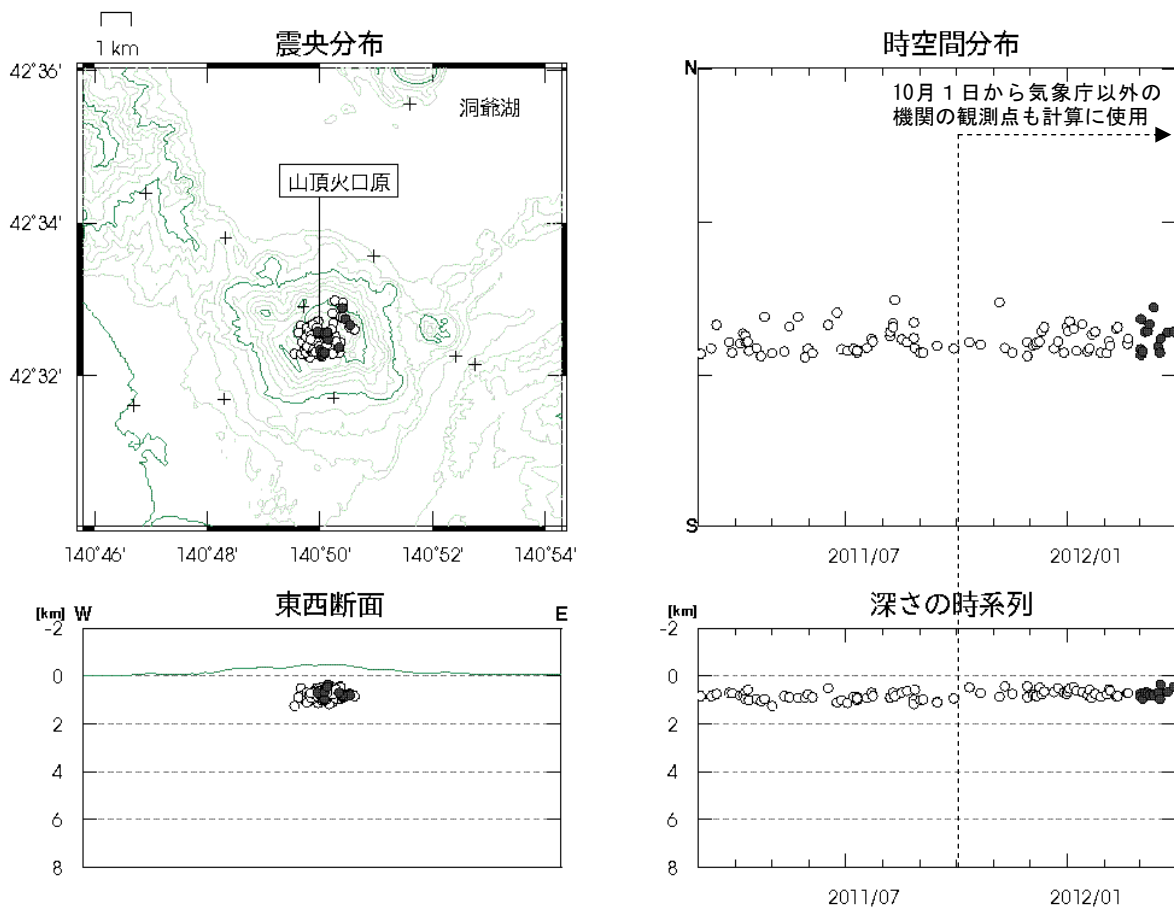 1 km
震央分布
42°36'
42°34'
42°32'
洞爺湖
山頂火口原
140°46'
140°48'
140°50'
140°52'
140°54'
時空間分布
N
10月１日から気象庁以外の
機関の観測点も計算に使用
S
2011/07
2012/01
東西断面
[km]
W
E
-2
0
2
4
6
8
深さの時系列
[km]
-2
0
2
4
6
8
2011/07
2012/01